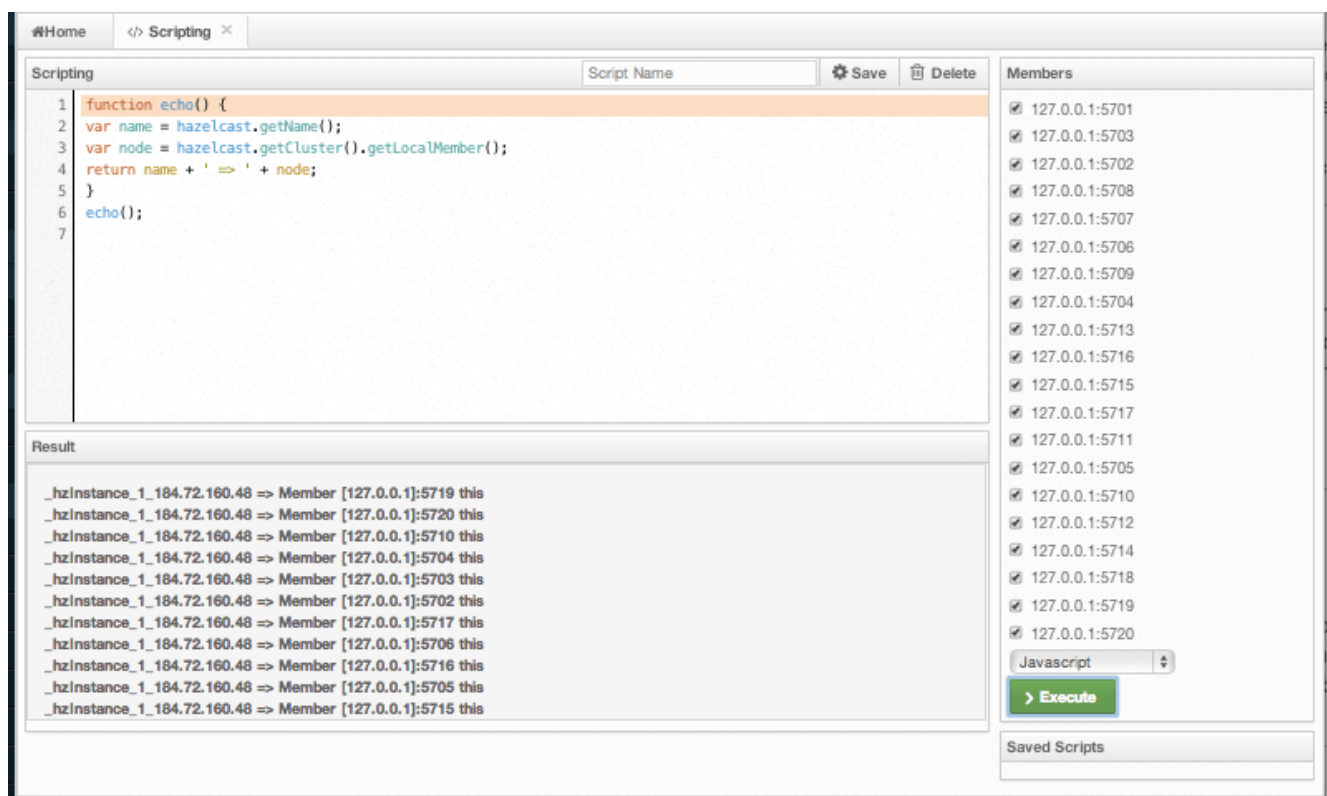 Home </> Scripting ×
Scripting Script Name Save Delete
1 function echo() {
2 var name = hazelcast.getName();
3 var node = hazelcast.getCluster().getLocalMember();
4 return name + ' => ' + node;
5 }
6 echo();
7
Result
_hzInstance_1_184.72.160.48 => Member [127.0.0.1]:5719 this
_hzInstance_1_184.72.160.48 => Member [127.0.0.1]:5720 this
_hzInstance_1_184.72.160.48 => Member [127.0.0.1]:5710 this
_hzInstance_1_184.72.160.48 => Member [127.0.0.1]:5704 this
_hzInstance_1_184.72.160.48 => Member [127.0.0.1]:5703 this
_hzInstance_1_184.72.160.48 => Member [127.0.0.1]:5702 this
_hzInstance_1_184.72.160.48 => Member [127.0.0.1]:5717 this
_hzInstance_1_184.72.160.48 => Member [127.0.0.1]:5706 this
_hzInstance_1_184.72.160.48 => Member [127.0.0.1]:5716 this
_hzInstance_1_184.72.160.48 => Member [127.0.0.1]:5705 this
_hzInstance_1_184.72.160.48 => Member [127.0.0.1]:5715 this
Members
127.0.0.1:5701
127.0.0.1:5703
127.0.0.1:5702
127.0.0.1:5708
127.0.0.1:5707
127.0.0.1:5706
127.0.0.1:5709
127.0.0.1:5704
127.0.0.1:5713
127.0.0.1:5716
127.0.0.1:5715
127.0.0.1:5717
127.0.0.1:5711
127.0.0.1:5705
127.0.0.1:5710
127.0.0.1:5712
127.0.0.1:5714
127.0.0.1:5718
127.0.0.1:5719
127.0.0.1:5720
Javascript
> Execute
Saved Scripts